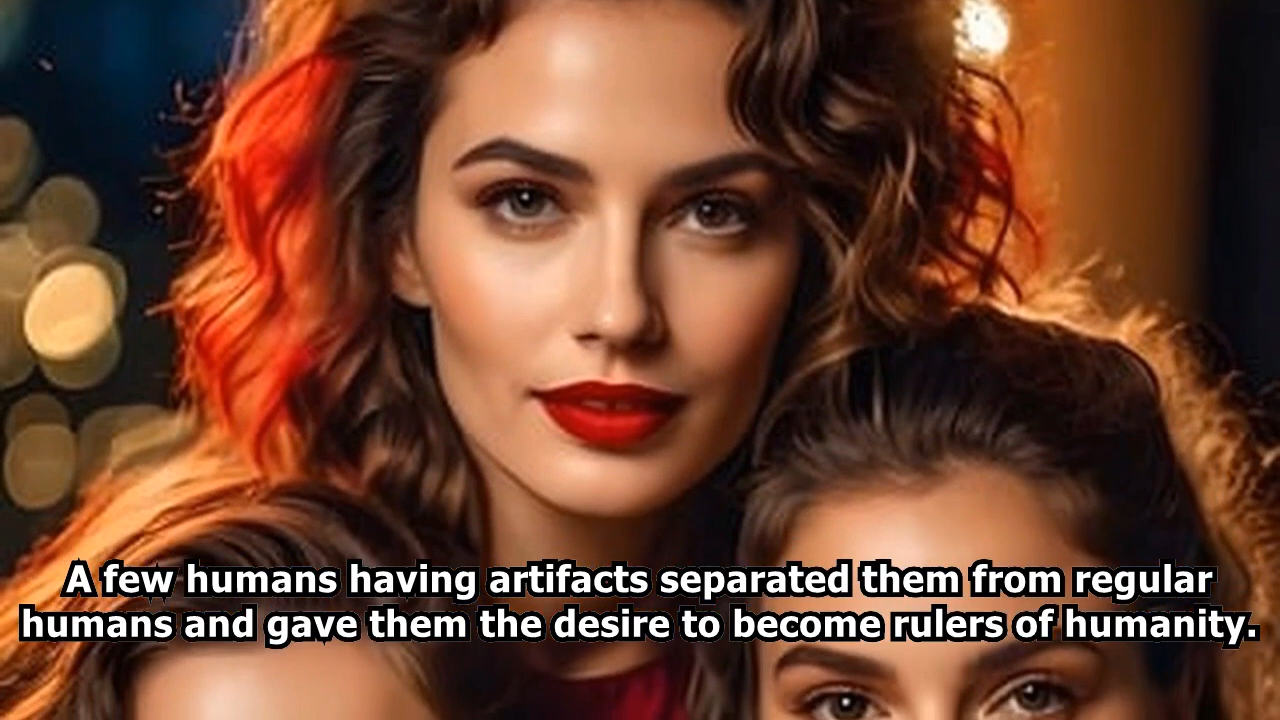 A few humans having artifacts separated them from regular
humans and gave them the desire to become rulers of humanity.